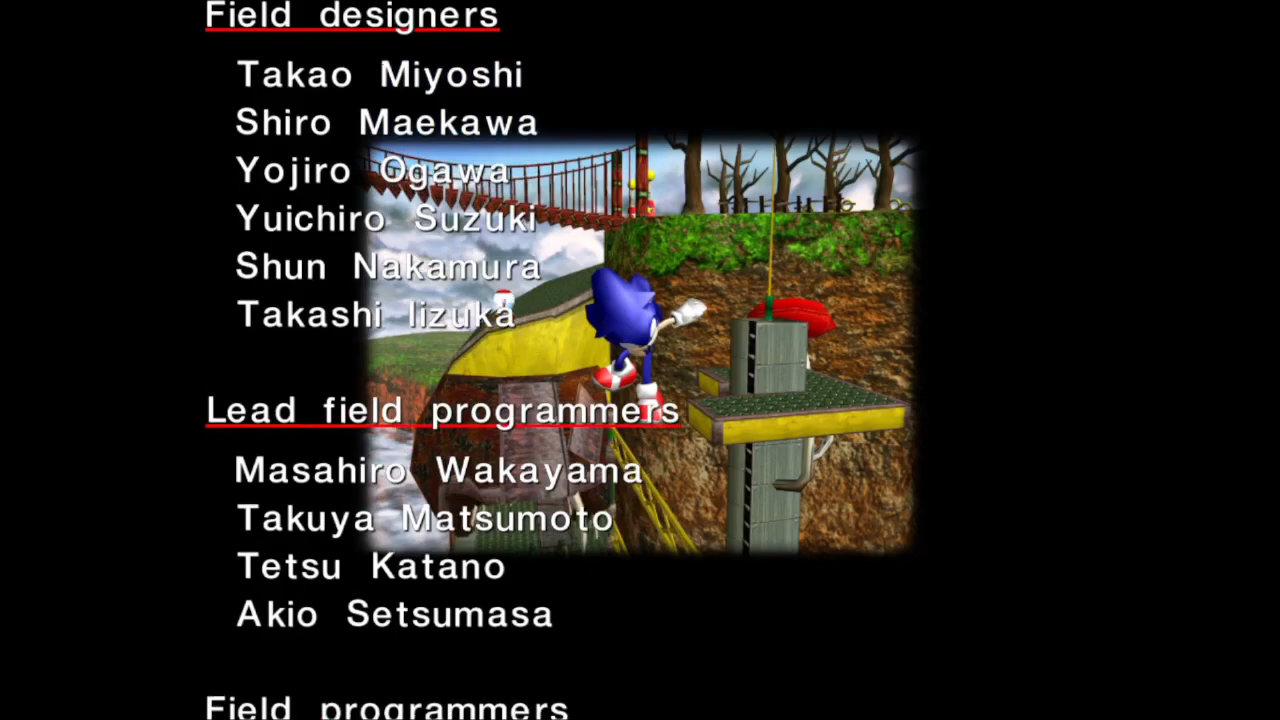 Field designers
Takao Miyoshi
Shiro Maekawa
Yojiro Ogawa
Yuichiro Suzuki
Shun Nakamura
Takashi Iizuka
Lead field programmers
Masahiro Wakayama
Takuya Matsumoto
Tetsu Katano
Akio Setsumasa
Field programmers